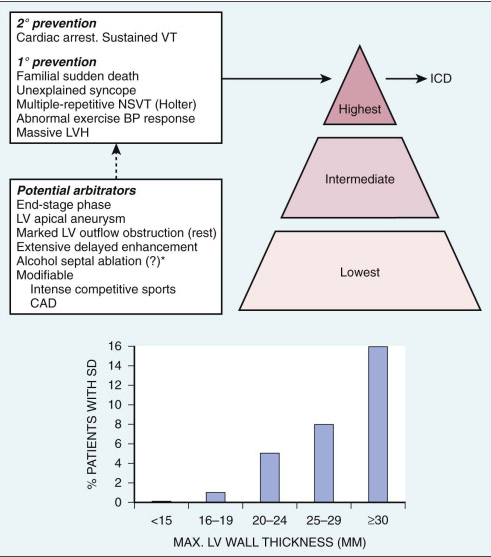 2° prevention
Cardiac arrest. Sustained VT
1° prevention
Familial sudden death
Unexplained syncope
Multiple-repetitive NSVT (Holter)
Abnormal exercise BP response
Massive LVH
Potential arbitrators
End-stage phase
LV apical aneurysm
Marked LV outflow obstruction (rest)
Extensive delayed enhancement
Alcohol septal ablation (?)*
Modifiable
Intense competitive sports
CAD
Highest
ICD
Intermediate
Lowest
% PATIENTS WITH SD
16
14
12
10
8
6
4
2
0
<15 16–19 20–24 25–29 ≥30
MAX. LV WALL THICKNESS (MM)